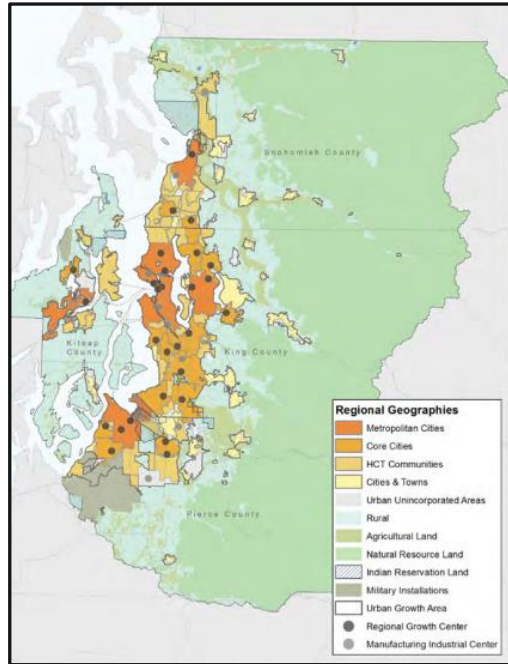 Snohomish County
Kitsap
County
King County
Pierce County
Regional Geographies
Metropolitan Cities
Core Cities
HCT Communities
Cities & Towns
Urban Unincorporated Areas
Rural
Agricultural Land
Natural Resource Land
Indian Reservation Land
Military Installations
Urban Growth Area
Regional Growth Center
Manufacturing Industrial Center